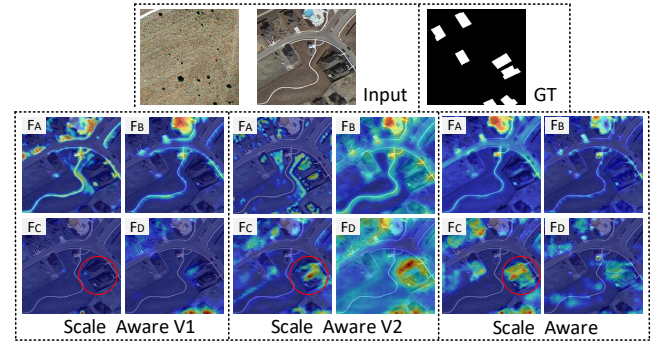 Input GT
FA FB FA FB FA FB
FC FD FC FD FC FD
Scale Aware V1 Scale Aware V2 Scale Aware